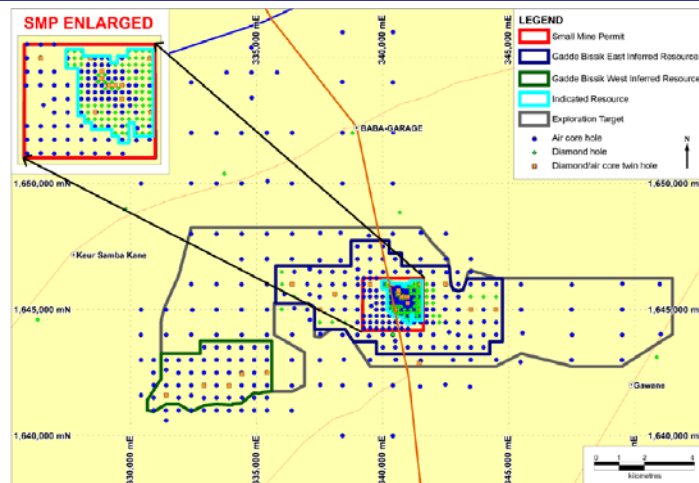 SMP ENLARGED
335,000 mE
345,000 mE
LEGEND
Small Mine Permit
Gadde Bissik East Inferred Resource
Gadde Bissik West Inferred Resource
Indicated Resource
Exploration Target
Air core hole
Diamond hole
Diamond/air core twin hole
N
BABA-GARAGE
1,650,000 mN
1,650,000 mN
Keur Samba Kane
1,645,000 mN
1,645,000 mN
Gawane
1,640,000 mN
1,640,000 mN
330,000 mE
335,000 mE
340,000 mE
345,000 mE
0 1 2 4
kilometres